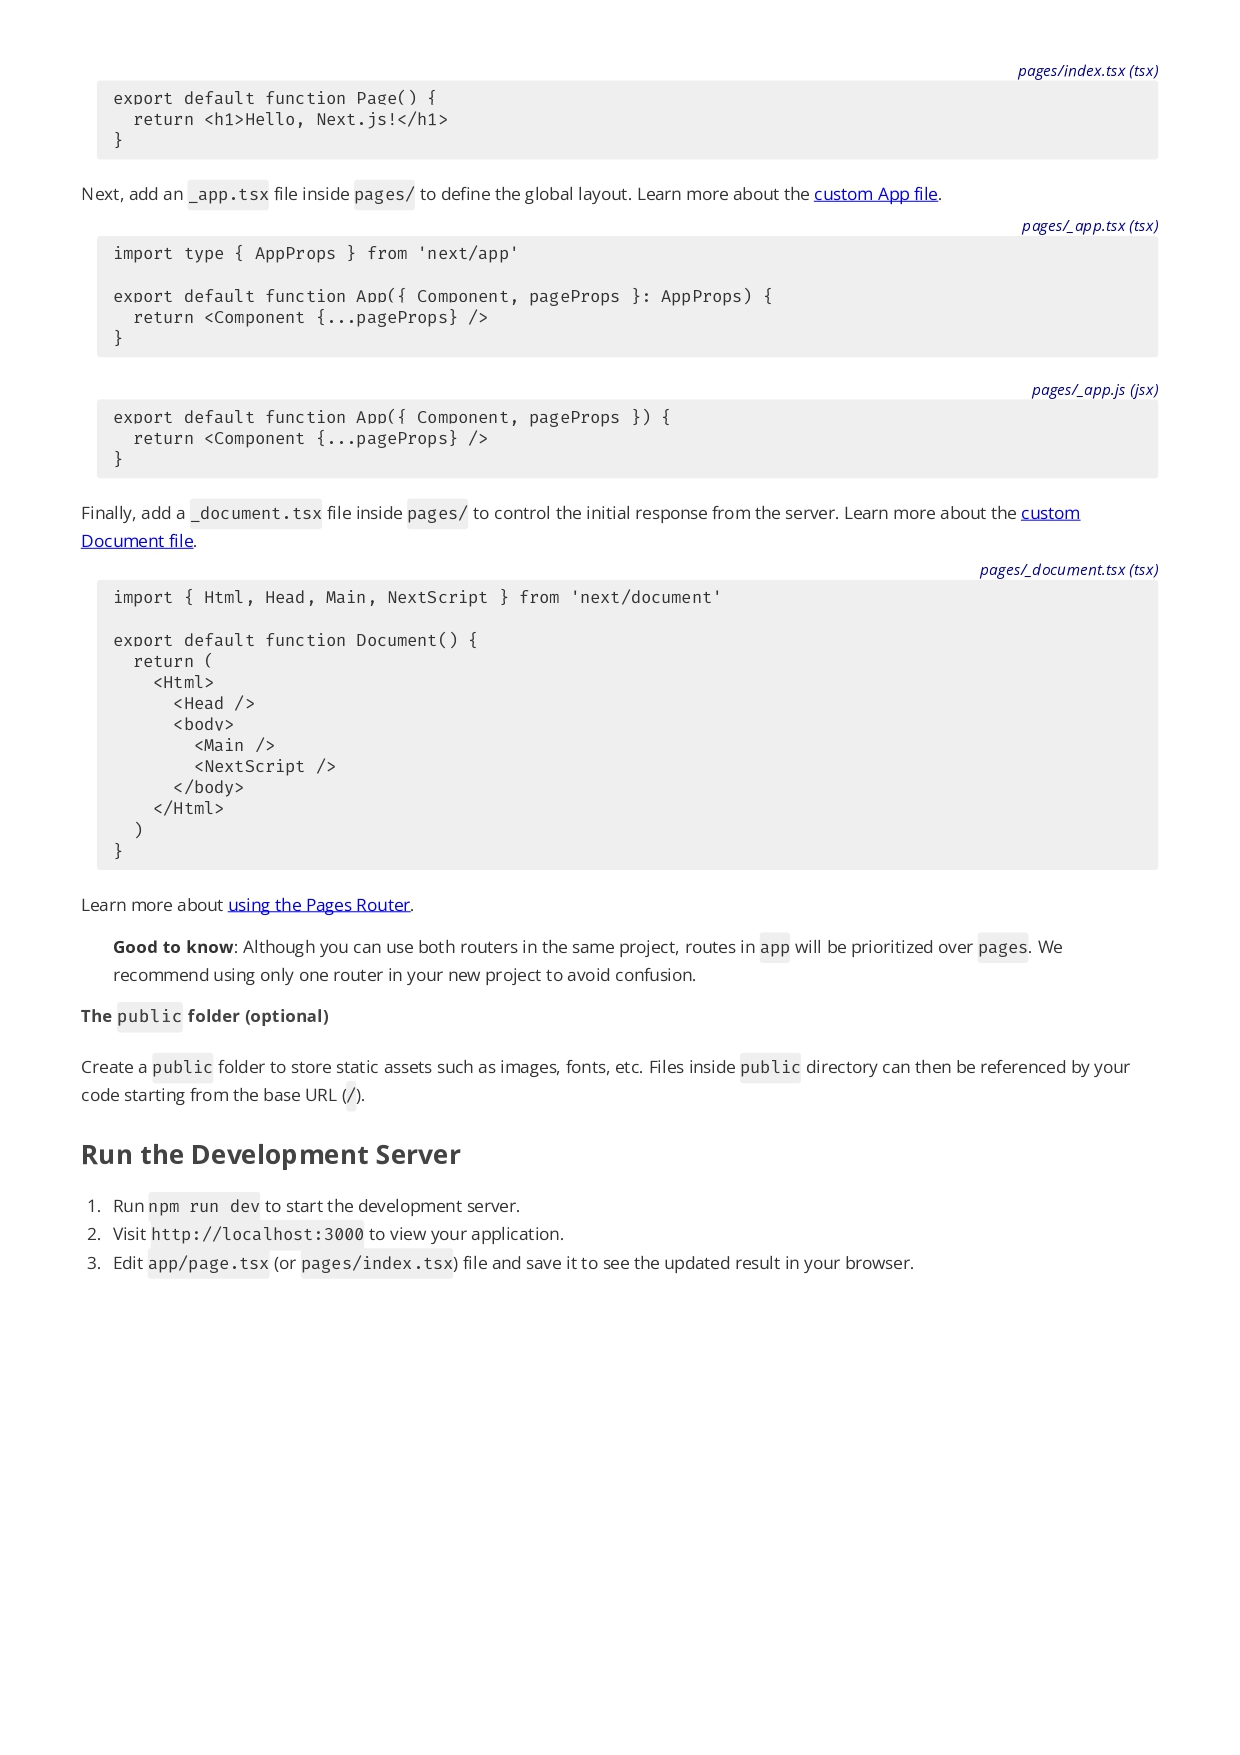 pages/index.tsx (tsx)
export default function Page() {
  return <h1>Hello, Next.js!</h1>
}
Next, add an _app.tsx file inside pages/ to define the global layout. Learn more about the custom App file.
pages/_app.tsx (tsx)
import type { AppProps } from 'next/app'

export default function App({ Component, pageProps }: AppProps) {
  return <Component {...pageProps} />
}
pages/_app.js (jsx)
export default function App({ Component, pageProps }) {
  return <Component {...pageProps} />
}
Finally, add a _document.tsx file inside pages/ to control the initial response from the server. Learn more about the custom
Document file.
pages/_document.tsx (tsx)
import { Html, Head, Main, NextScript } from 'next/document'

export default function Document() {
  return (
    <Html>
      <Head />
      <body>
        <Main />
        <NextScript />
      </body>
    </Html>
  )
}
Learn more about using the Pages Router.
Good to know: Although you can use both routers in the same project, routes in app will be prioritized over pages. We
recommend using only one router in your new project to avoid confusion.
The public folder (optional)
Create a public folder to store static assets such as images, fonts, etc. Files inside public directory can then be referenced by your
code starting from the base URL (/).
Run the Development Server
1. Run npm run dev to start the development server.
2. Visit http://localhost:3000 to view your application.
3. Edit app/page.tsx (or pages/index.tsx) file and save it to see the updated result in your browser.